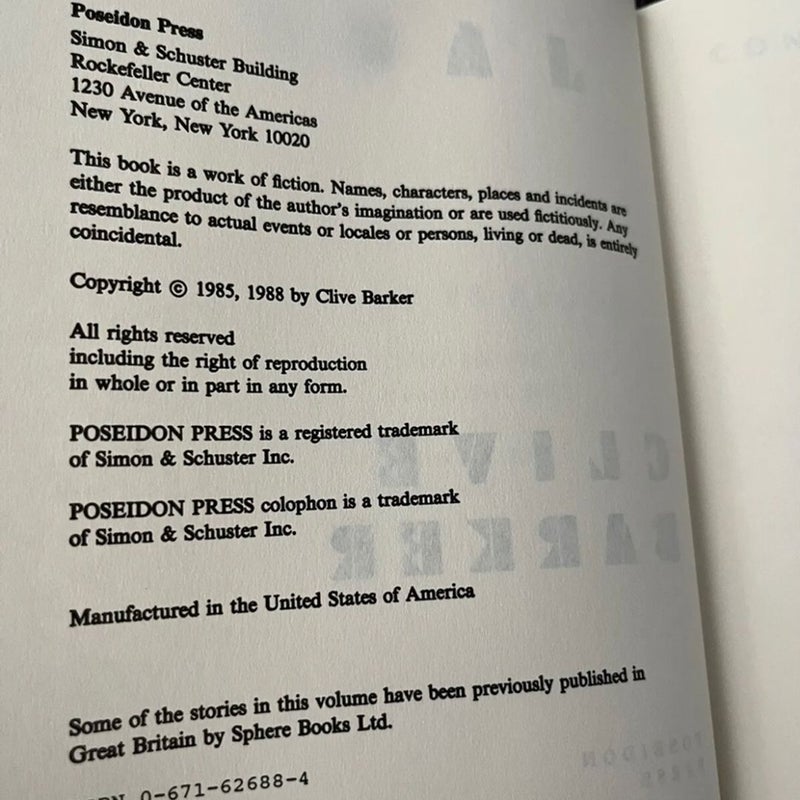 Poseidon Press
Simon & Schuster Building
Rockefeller Center
1230 Avenue of the Americas
New York, New York 10020
This book is a work of fiction. Names, characters, places and incidents are
either the product of the author's imagination or are used fictitiously. Any
resemblance to actual events or locales or persons, living or dead, is entirely
coincidental.
Copyright © 1985, 1988 by Clive Barker
All rights reserved
including the right of reproduction
in whole or in part in any form.
POSEIDON PRESS is a registered trademark
of Simon & Schuster Inc.
POSEIDON PRESS colophon is a trademark
of Simon & Schuster Inc.
Manufactured in the United States of America
Some of the stories in this volume have been previously published in
Great Britain by Sphere Books Ltd.
0-671-62688-4
CLIVE
BARKER
POSEIDON
PRESS